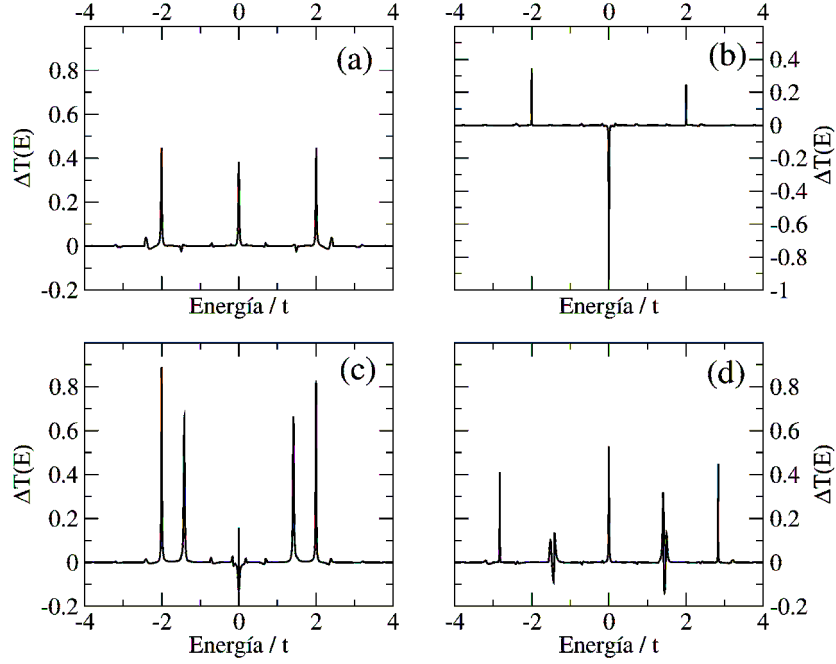 -4 -2 0 2 4 -4 -2 0 2 4
(a) (b)
0.8 0.4
0.6 0.2
0.4 0
0.2 -0.2
0 -0.4
-0.2 -0.6
-0.8
-1
ΔT(E) ΔT(E)
Energía / t Energía / t
(c) (d)
0.8 0.8
0.6 0.6
0.4 0.4
0.2 0.2
0 0
-0.2 -0.2
ΔT(E) ΔT(E)
-4 -2 0 2 4 -4 -2 0 2 4
Energía / t Energía / t